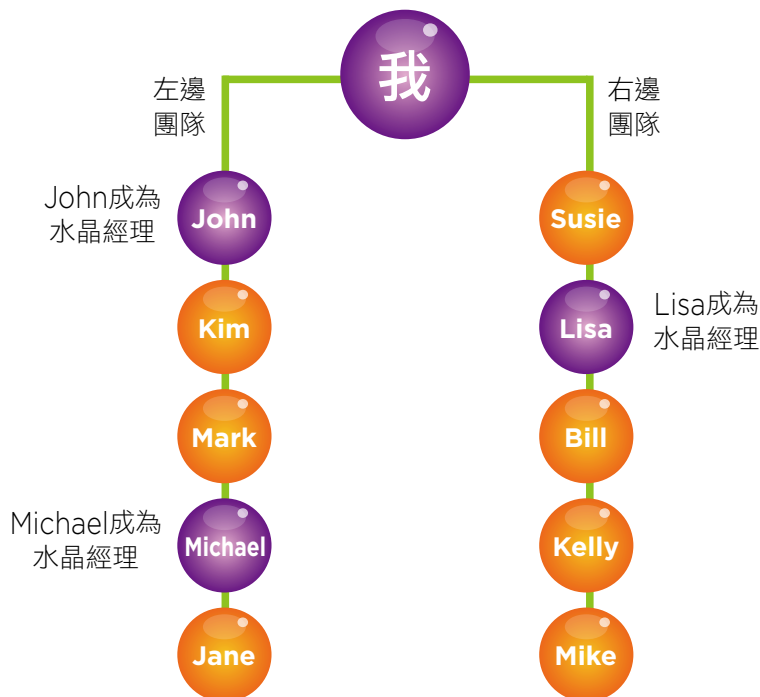 我
左邊
團隊
右邊
團隊
John成為
水晶經理
John
Susie
Kim
Lisa
Lisa成為
水晶經理
Mark
Bill
Michael成為
水晶經理
Michael
Kelly
Jane
Mike